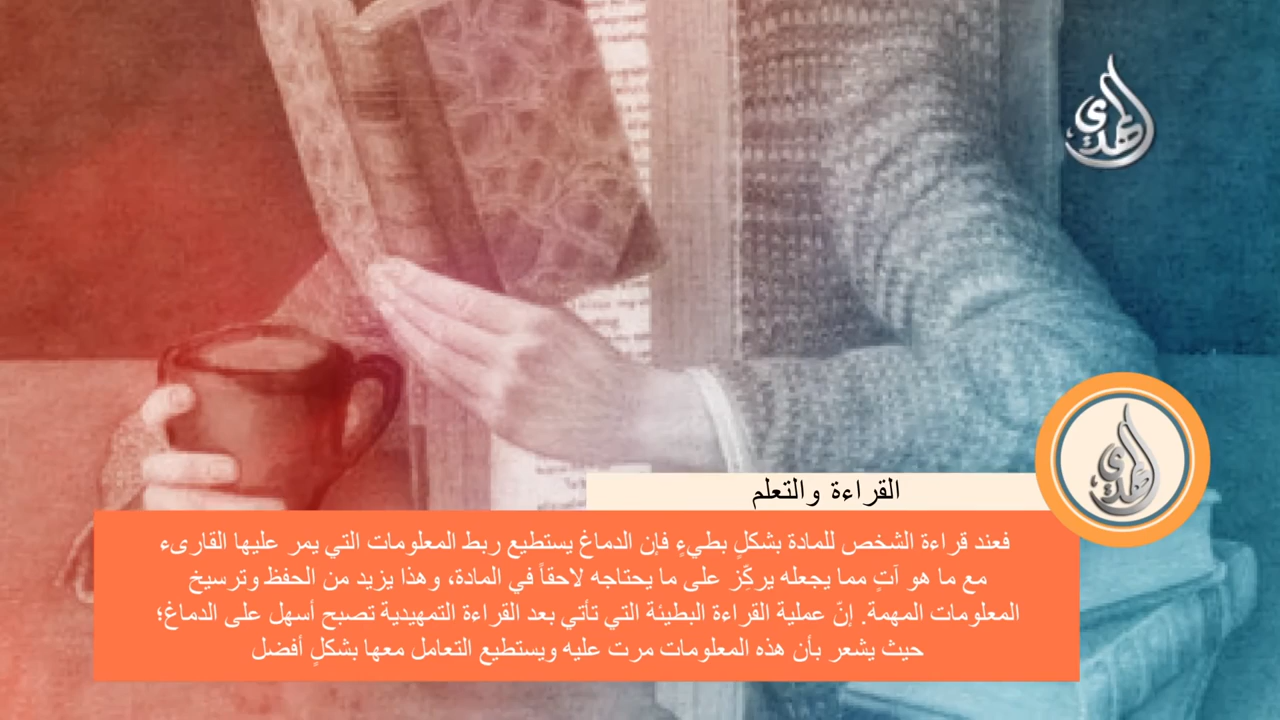 المهدي
المهدي
القراءة والتعلم
فعند قراءة الشخص للمادة بشكلٍ بطيءٍ فإن الدماغ يستطيع ربط المعلومات التي يمر عليها القارىء
مع ما هو آتٍ مما يجعله يركِّز على ما يحتاجه لاحقاً في المادة، وهذا يزيد من الحفظ وترسيخ
المعلومات المهمة. إنّ عملية القراءة البطيئة التي تأتي بعد القراءة التمهيدية تصبح أسهل على الدماغ؛
حيث يشعر بأن هذه المعلومات مرت عليه ويستطيع التعامل معها بشكلٍ أفضل